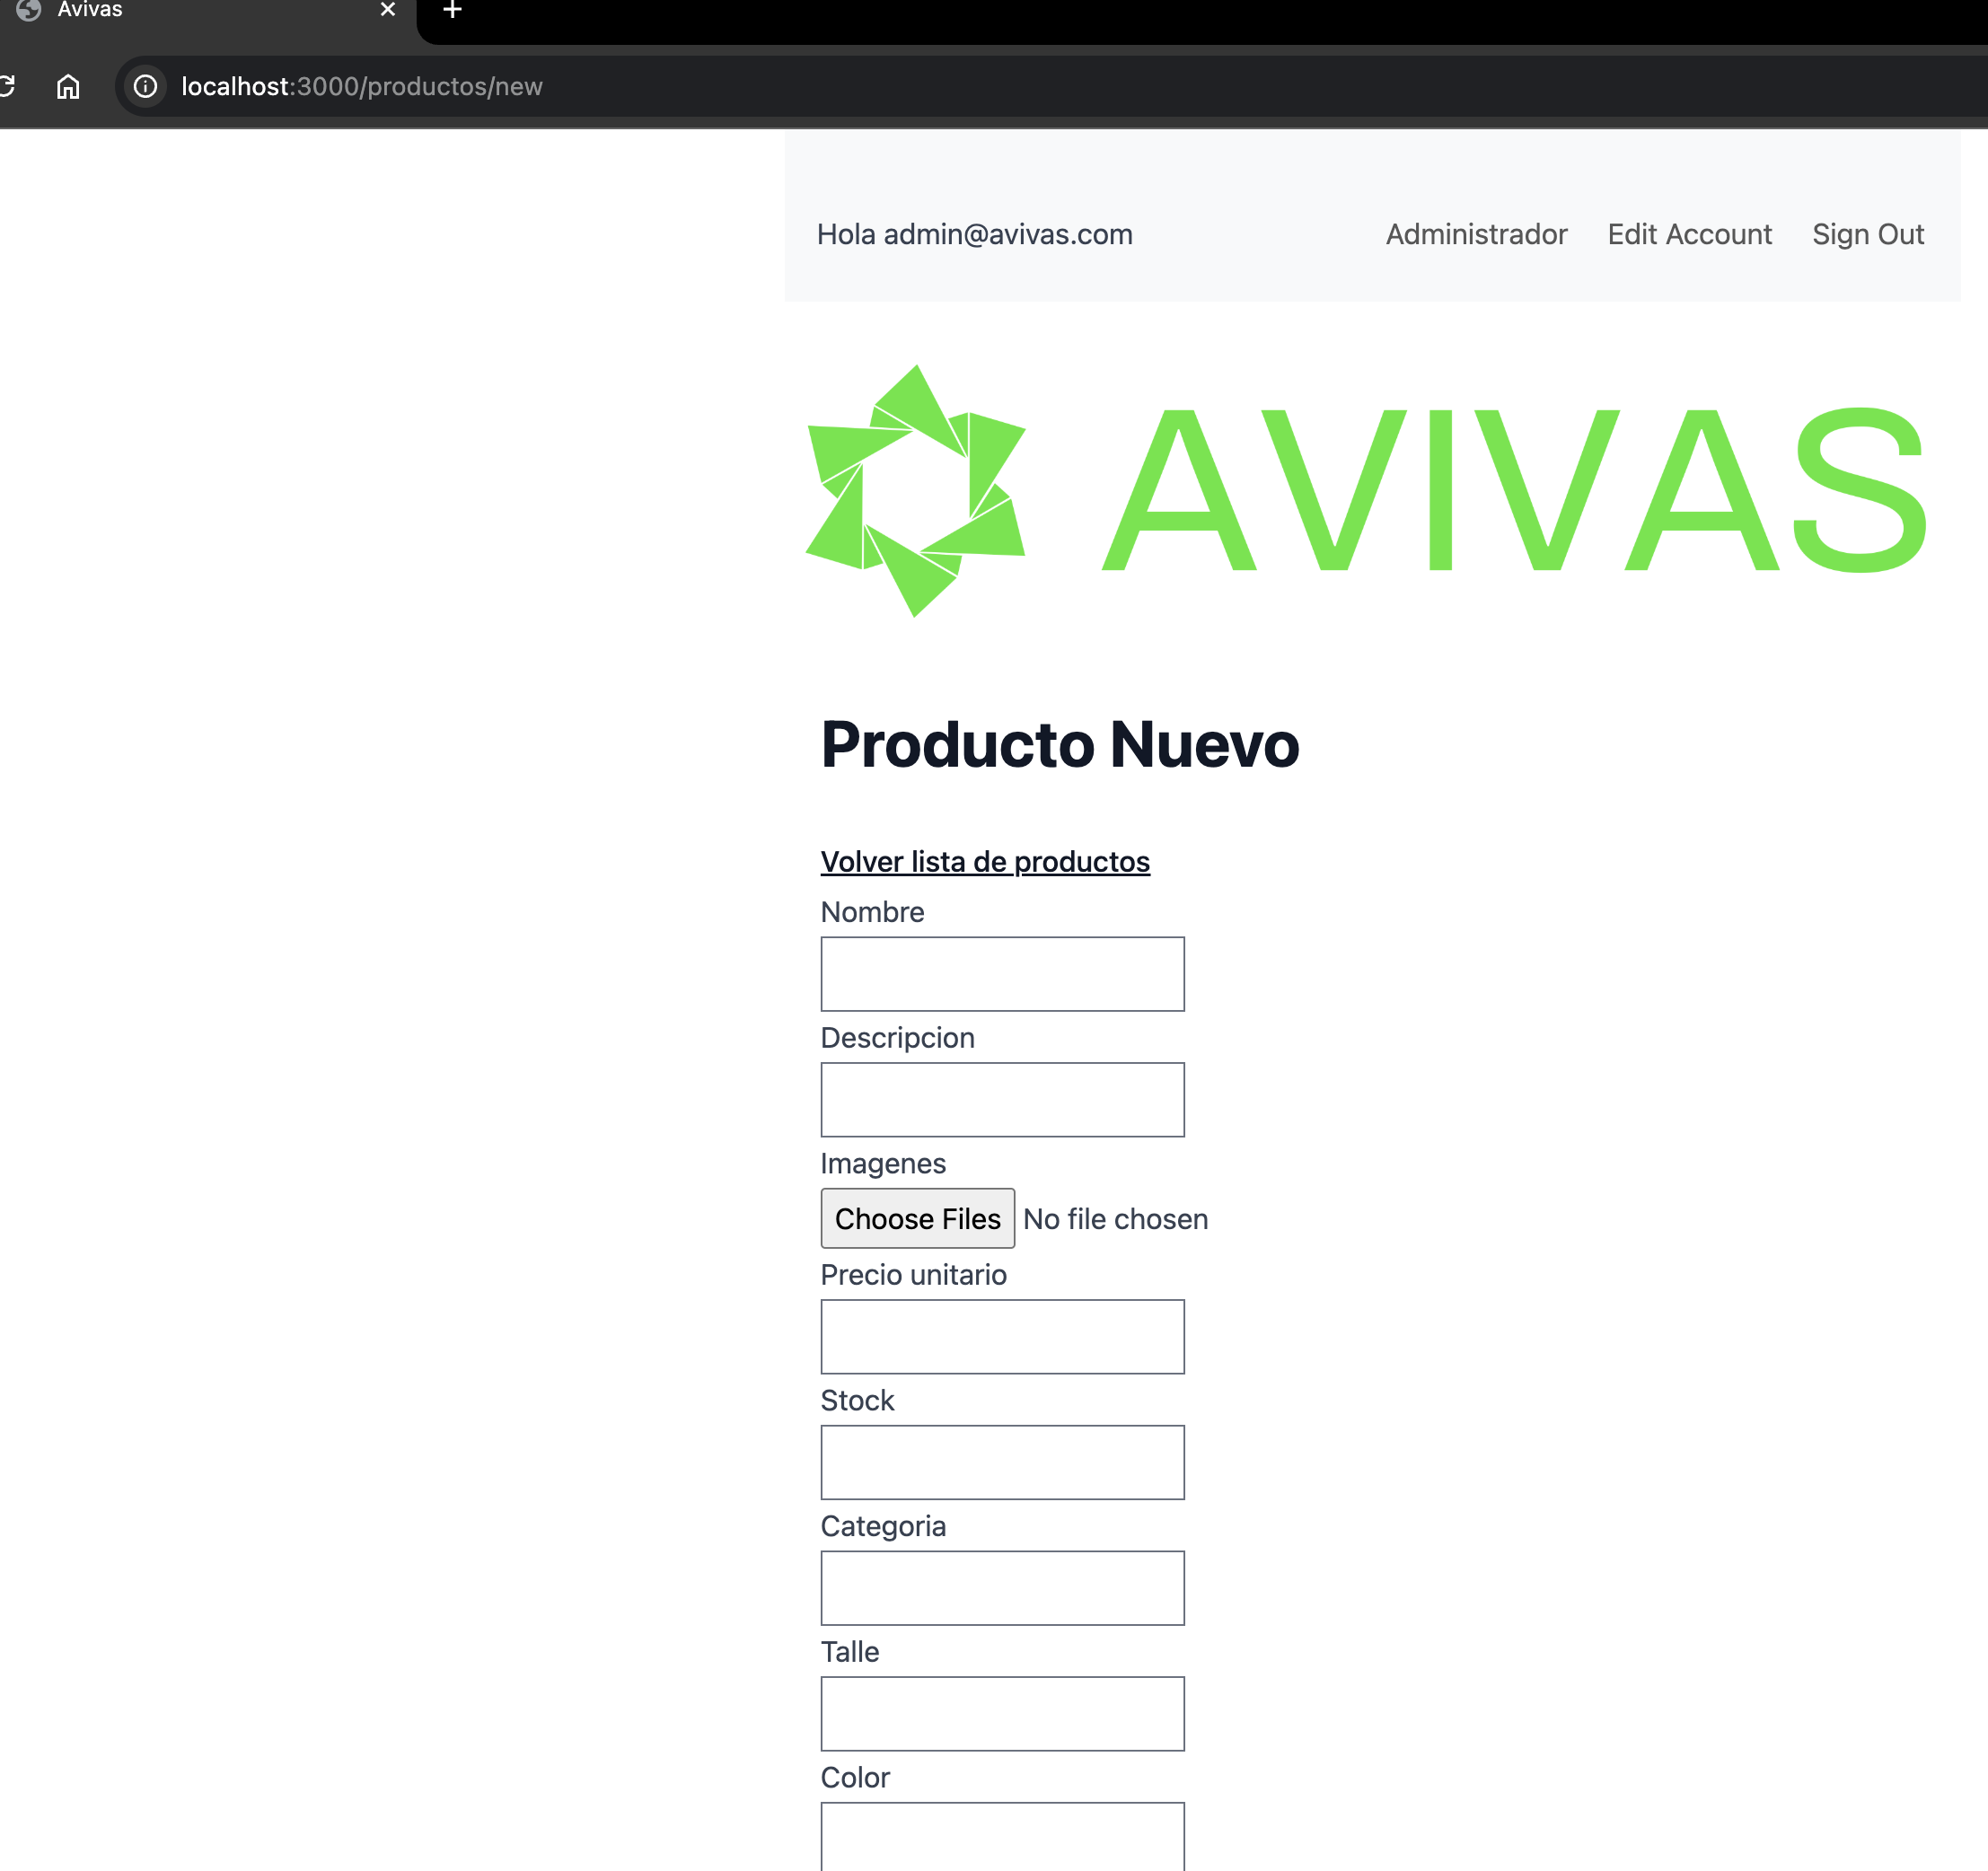 Avivas
localhost:3000/productos/new
Hola admin@avivas.com Administrador Edit Account Sign Out
AVIVAS
Producto Nuevo
Volver lista de productos
Nombre
Descripcion
Imagenes
Choose Files No file chosen
Precio unitario
Stock
Categoria
Talle
Color